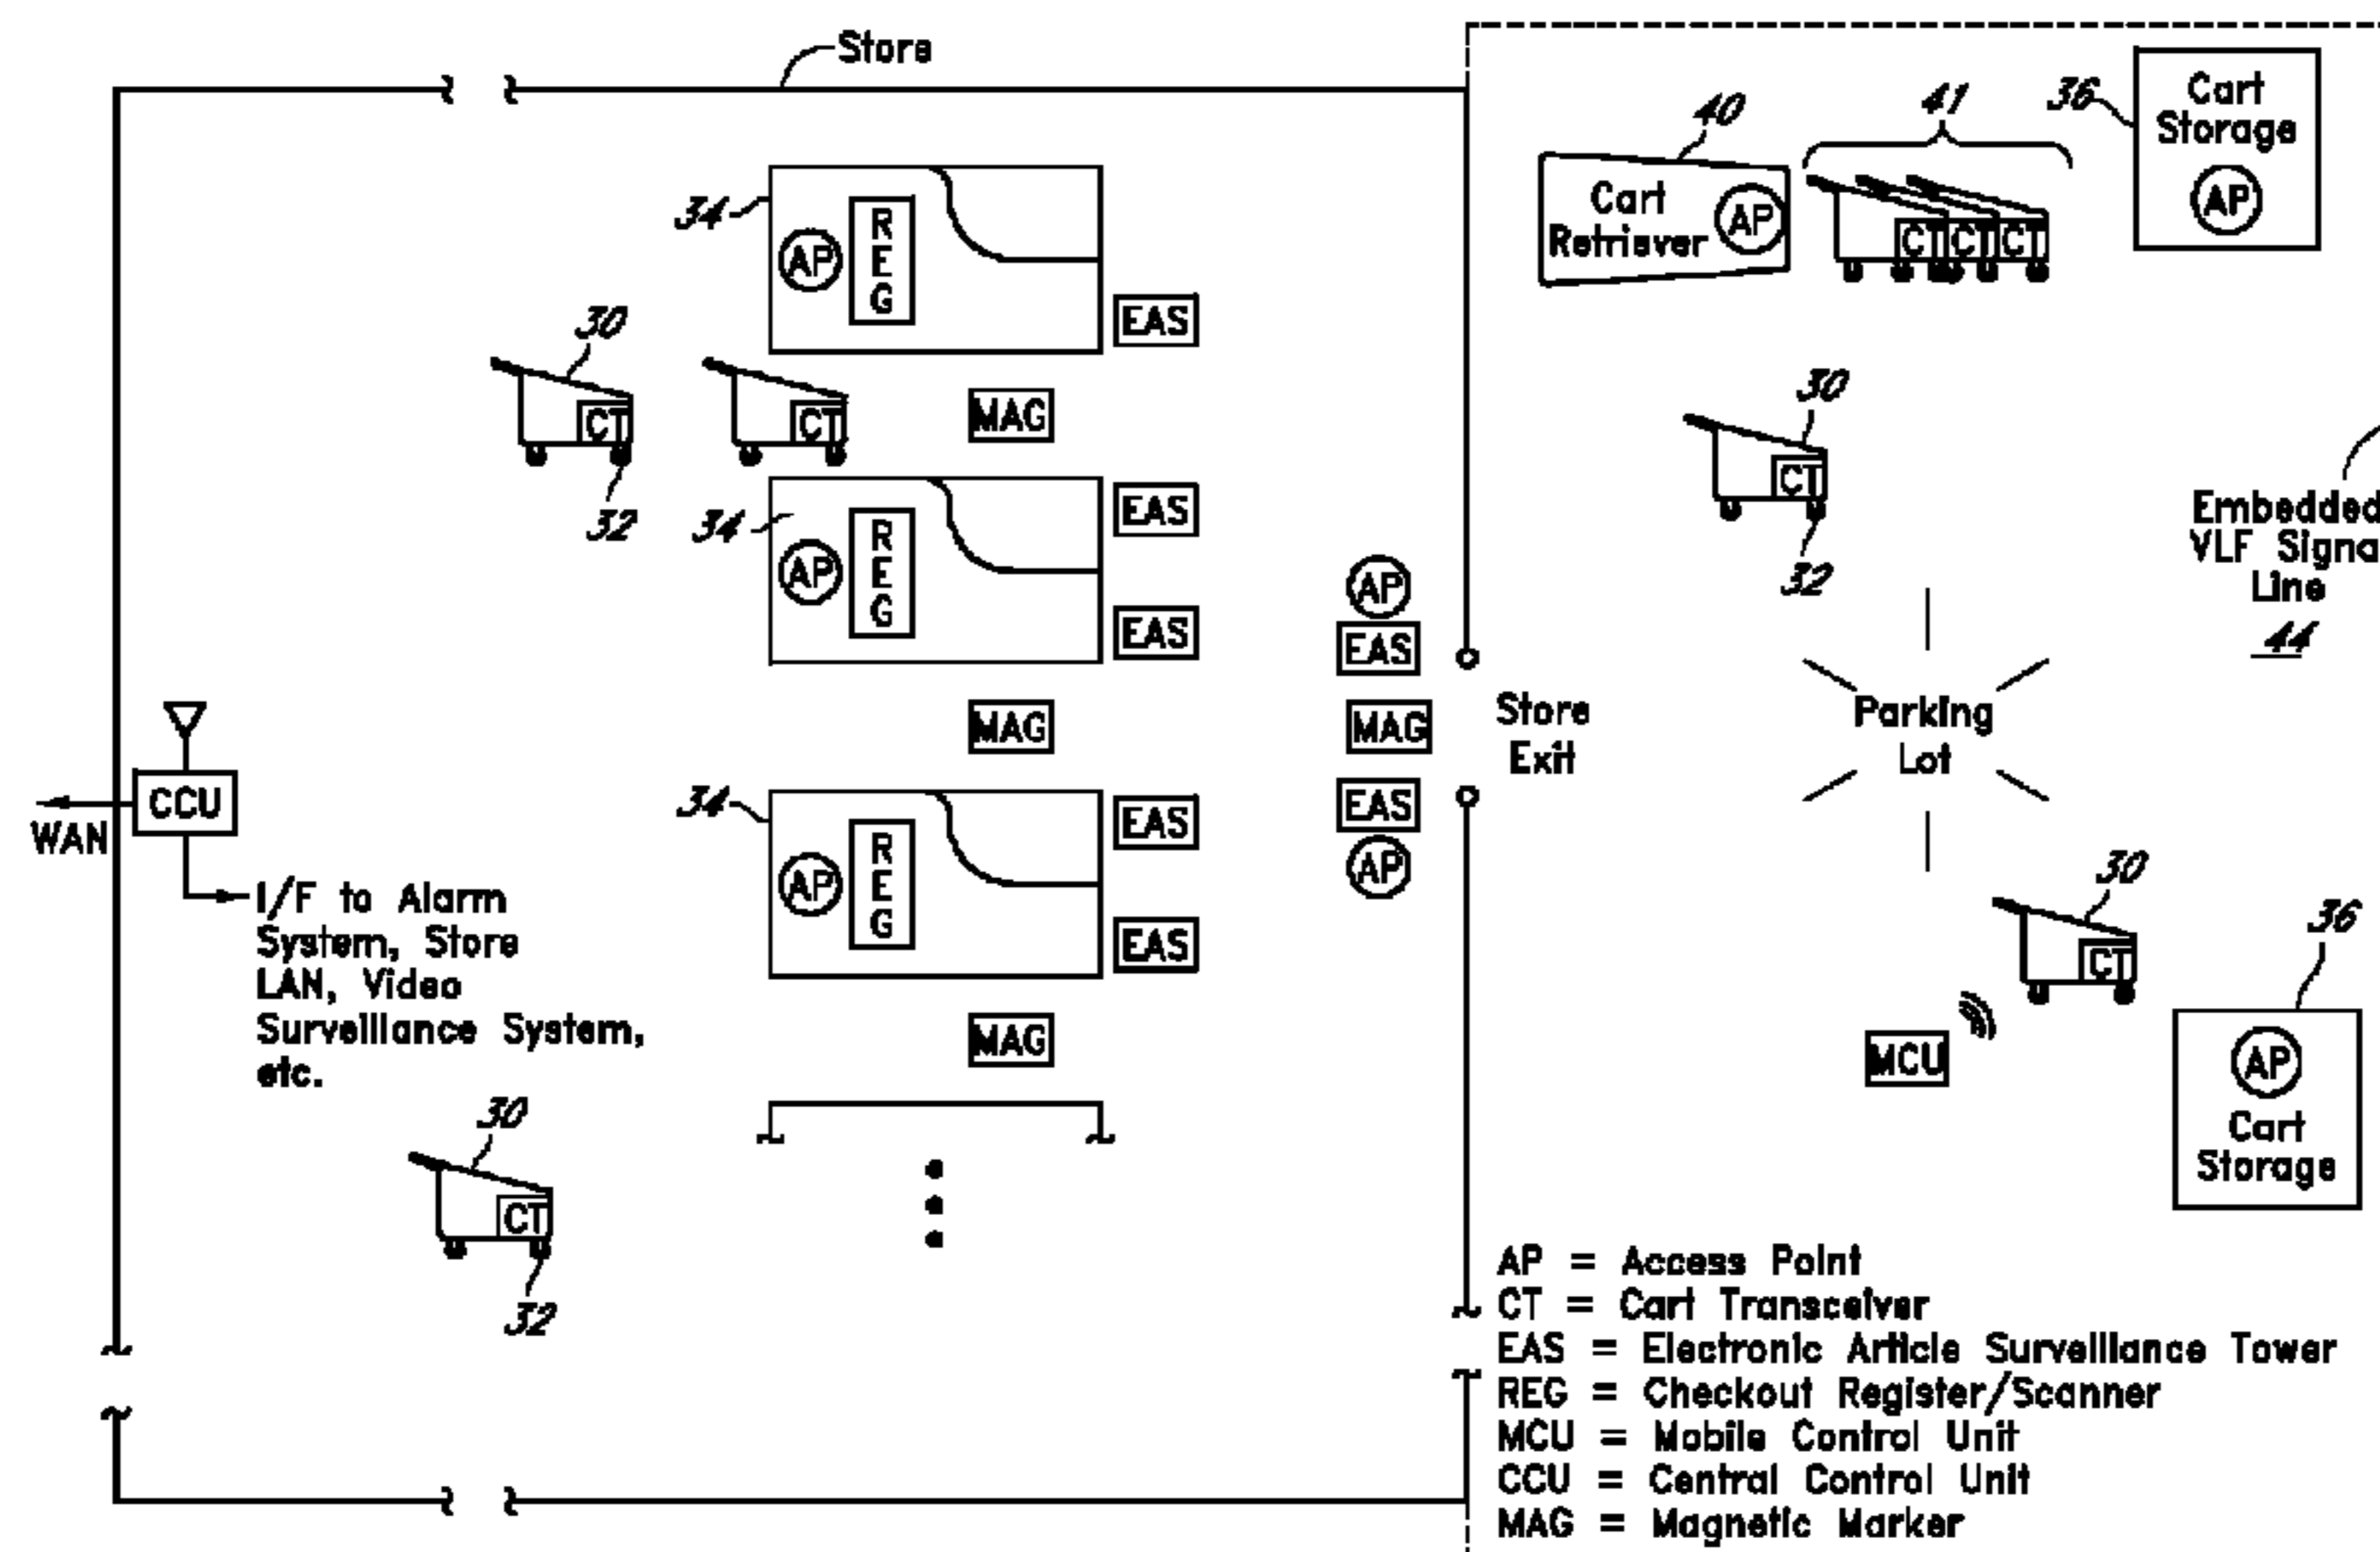 Store
40
41
36
Cart
Storage
AP
Cart
Retriever
AP
CT
CT
CT
34
AP
REG
EAS
30
CT
32
CT
MAG
30
CT
32
34
AP
REG
EAS
EAS
Embedded
VLF Signa
Line
44
AP
EAS
MAG
EAS
AP
Store
Exit
Parking
Lot
MAG
CCU
WAN
I/F to Alarm
System, Store
LAN, Video
Surveillance System,
etc.
34
AP
REG
EAS
EAS
MAG
30
CT
36
MCU
AP
Cart
Storage
30
CT
32
AP = Access Point
CT = Cart Transceiver
EAS = Electronic Article Surveillance Tower
REG = Checkout Register/Scanner
MCU = Mobile Control Unit
CCU = Central Control Unit
MAG = Magnetic Marker